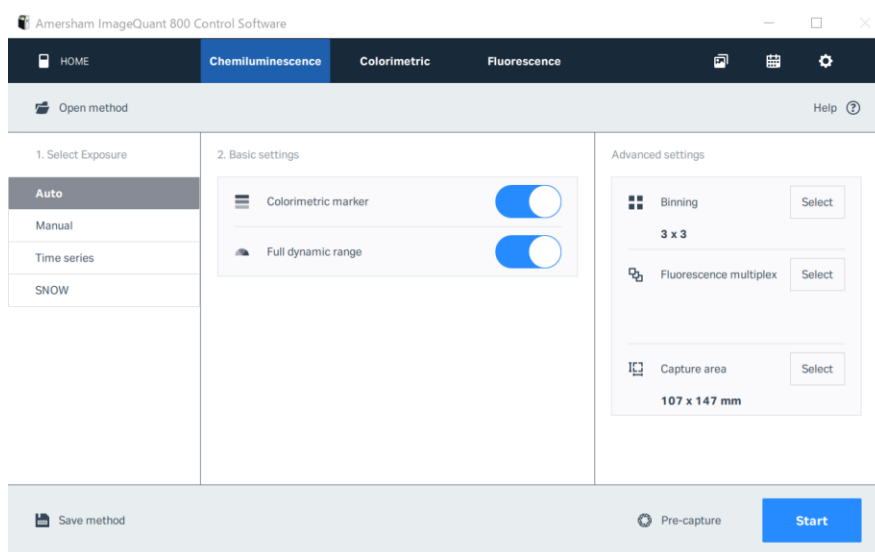 Amersham ImageQuant 800 Control Software
HOME
Chemiluminescence
Colorimetric
Fluorescence
Open method
Help ?
1. Select Exposure
Auto
Manual
Time series
SNOW
2. Basic settings
Colorimetric marker
Full dynamic range
Advanced settings
Binning
Select
3 x 3
Fluorescence multiplex
Select
Capture area
Select
107 x 147 mm
Save method
Pre-capture
Start